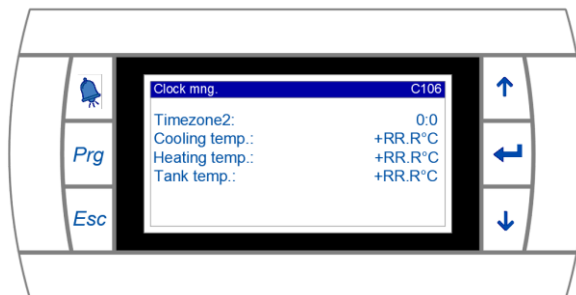 Clock mng. C106
Timezone2: 0:0
Cooling temp.: +RR.R°C
Heating temp.: +RR.R°C
Tank temp.: +RR.R°C
Prg
Esc